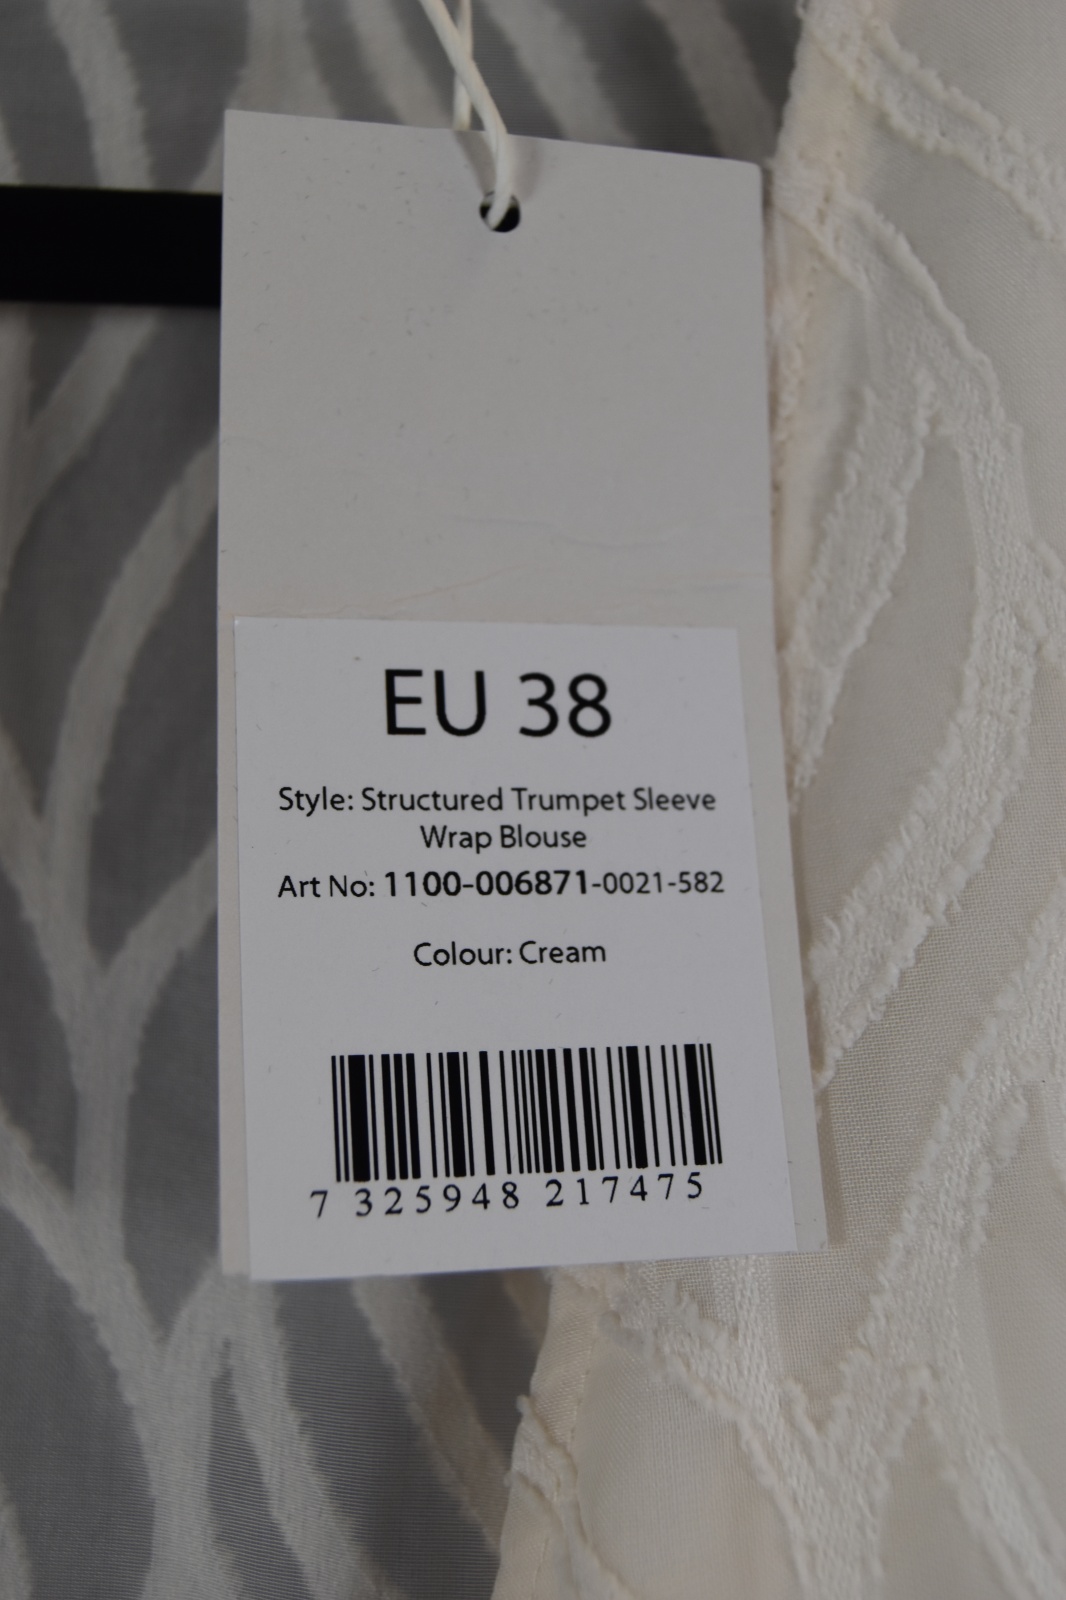 EU 38
Style: Structured Trumpet Sleeve
Wrap Blouse
Art No: 1100-006871-0021-582
Colour: Cream
7 325948 217475